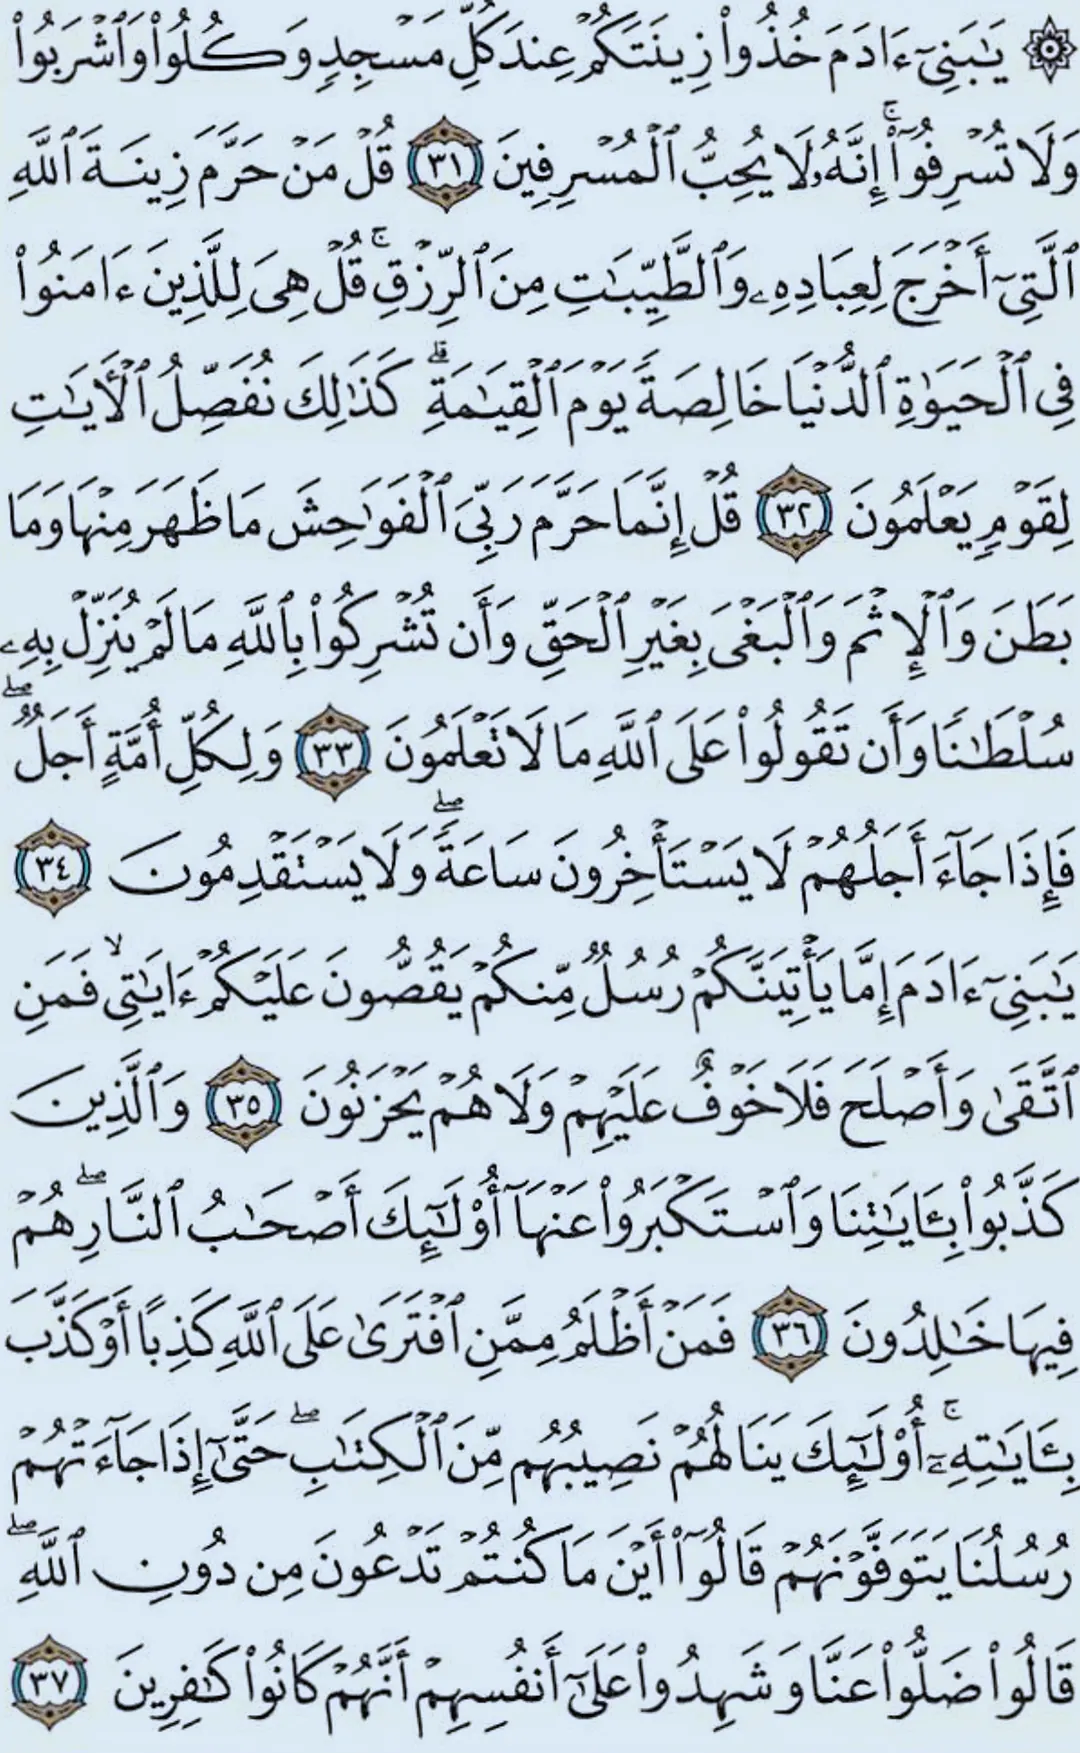 ۞ يَٰبَنِىٓ ءَادَمَ خُذُوا۟ زِينَتَكُمْ عِندَ كُلِّ مَسْجِدٍ وَكُلُوا۟ وَٱشْرَبُوا۟
وَلَا تُسْرِفُوٓا۟ ۚ إِنَّهُۥ لَا يُحِبُّ ٱلْمُسْرِفِينَ ٣١ قُلْ مَنْ حَرَّمَ زِينَةَ ٱللَّهِ
ٱلَّتِىٓ أَخْرَجَ لِعِبَادِهِۦ وَٱلطَّيِّبَٰتِ مِنَ ٱلرِّزْقِ ۚ قُلْ هِىَ لِلَّذِينَ ءَامَنُوا۟
فِى ٱلْحَيَوٰةِ ٱلدُّنْيَا خَالِصَةً يَوْمَ ٱلْقِيَٰمَةِ ۗ كَذَٰلِكَ نُفَصِّلُ ٱلْـَٔايَٰتِ
لِقَوْمٍ يَعْلَمُونَ ٣٢ قُلْ إِنَّمَا حَرَّمَ رَبِّىَ ٱلْفَوَٰحِشَ مَا ظَهَرَ مِنْهَا وَمَا
بَطَنَ وَٱلْإِثْمَ وَٱلْبَغْىَ بِغَيْرِ ٱلْحَقِّ وَأَن تُشْرِكُوا۟ بِٱللَّهِ مَا لَمْ يُنَزِّلْ بِهِۦ
سُلْطَٰنًا وَأَن تَقُولُوا۟ عَلَى ٱللَّهِ مَا لَا تَعْلَمُونَ ٣٣ وَلِكُلِّ أُمَّةٍ أَجَلٌ ۖ
فَإِذَا جَآءَ أَجَلُهُمْ لَا يَسْتَأْخِرُونَ سَاعَةً ۖ وَلَا يَسْتَقْدِمُونَ ٣٤
يَٰبَنِىٓ ءَادَمَ إِمَّا يَأْتِيَنَّكُمْ رُسُلٌ مِّنكُمْ يَقُصُّونَ عَلَيْكُمْ ءَايَٰتِى ۙ فَمَنِ
ٱتَّقَىٰ وَأَصْلَحَ فَلَا خَوْفٌ عَلَيْهِمْ وَلَا هُمْ يَحْزَنُونَ ٣٥ وَٱلَّذِينَ
كَذَّبُوا۟ بِـَٔايَٰتِنَا وَٱسْتَكْبَرُوا۟ عَنْهَآ أُو۟لَٰٓئِكَ أَصْحَٰبُ ٱلنَّارِ ۖ هُمْ
فِيهَا خَٰلِدُونَ ٣٦ فَمَنْ أَظْلَمُ مِمَّنِ ٱفْتَرَىٰ عَلَى ٱللَّهِ كَذِبًا أَوْ كَذَّبَ
بِـَٔايَٰتِهِۦٓ ۚ أُو۟لَٰٓئِكَ يَنَالُهُمْ نَصِيبُهُم مِّنَ ٱلْكِتَٰبِ ۖ حَتَّىٰٓ إِذَا جَآءَتْهُمْ
رُسُلُنَا يَتَوَفَّوْنَهُمْ قَالُوٓا۟ أَيْنَ مَا كُنتُمْ تَدْعُونَ مِن دُونِ ٱللَّهِ ۖ
قَالُوا۟ ضَلُّوا۟ عَنَّا وَشَهِدُوا۟ عَلَىٰٓ أَنفُسِهِمْ أَنَّهُمْ كَانُوا۟ كَٰفِرِينَ ٣٧